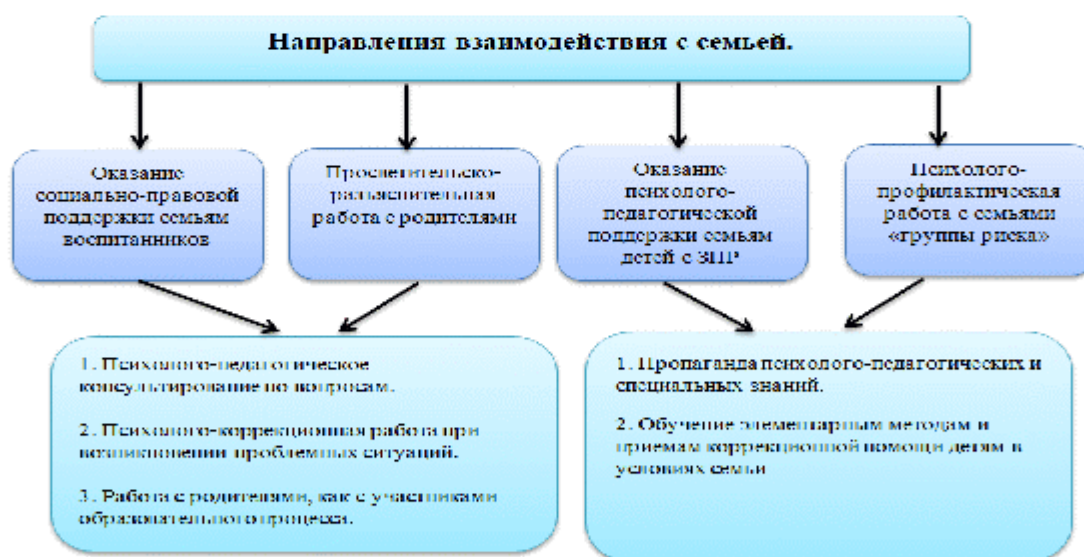 Направления взаимодействия с семьей.
Оказание
социально-правовой
поддержки семьям
воспитанников
Просветительско-
разъяснительная
работа с родителями
Оказание
психолого-
педагогической
поддержки семьям
детей с ЗПР
Психолого-
профилактическая
работа с семьями
«группы риска»
1. Психолого-педагогическое
консультирование по вопросам.
2. Психолого-коррекционная работа при
возникновении проблемных ситуаций.
3. Работа с родителями, как с участниками
образовательного процесса.
1. Пропаганда психолого-педагогических и
специальных знаний.
2. Обучение элементарным методам и
приемам коррекционной помощи детям в
условиях семьи